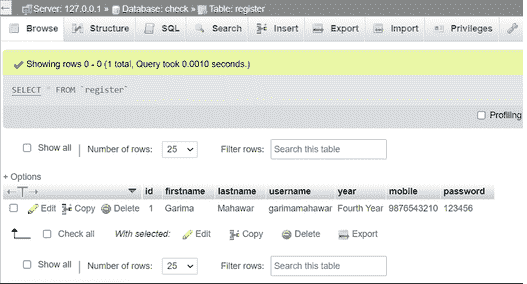 Server: 127.0.0.1 » Database: check » Table: register
Browse Structure SQL Search Insert Export Import Privileges
Showing rows 0 - 0 (1 total, Query took 0.0010 seconds.)
SELECT * FROM `register`
Profiling
Show all Number of rows: 25 Filter rows: Search this table
+ Options
id firstname lastname username year mobile password
Edit Copy Delete 1 Garima Mahawar garimamahawar Fourth Year 9876543210 123456
Check all With selected: Edit Copy Delete Export
Show all Number of rows: 25 Filter rows: Search this table